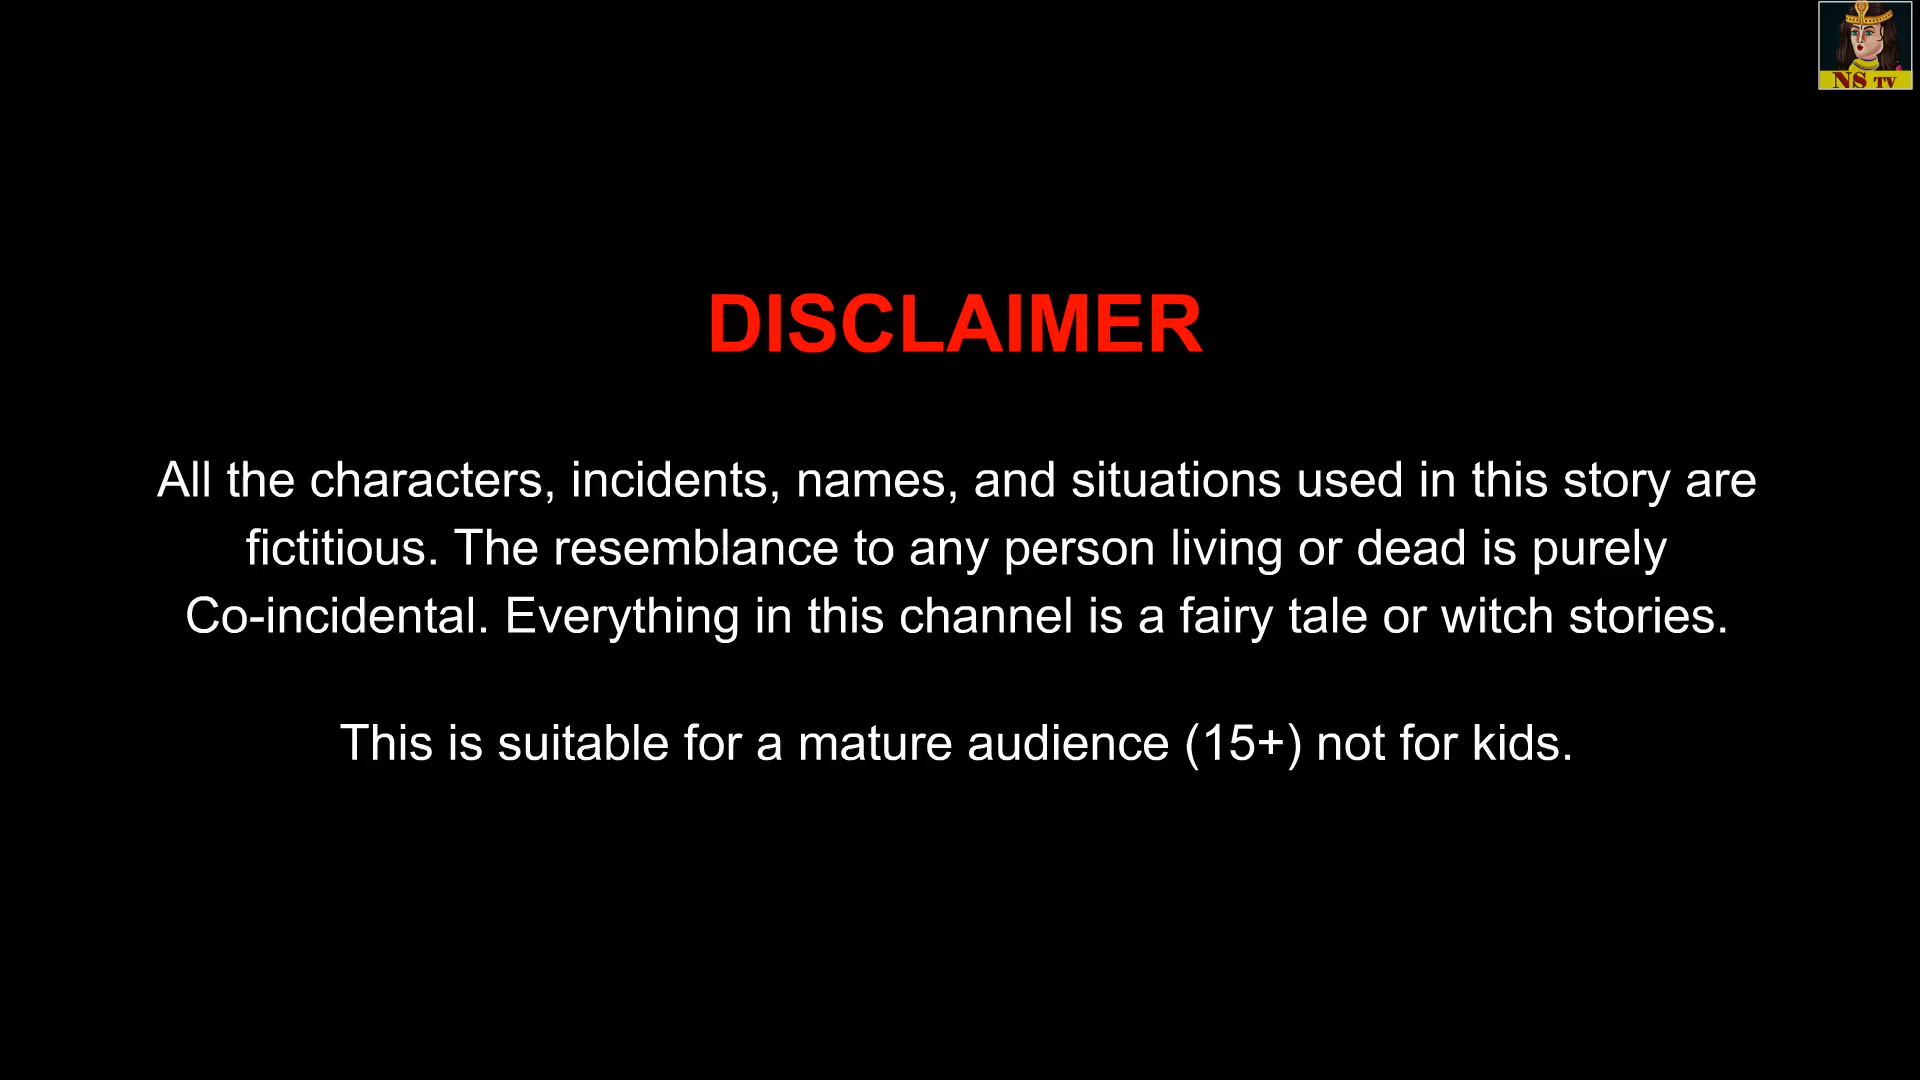 NS TV
DISCLAIMER
All the characters, incidents, names, and situations used in this story are
fictitious. The resemblance to any person living or dead is purely
Co-incidental. Everything in this channel is a fairy tale or witch stories.
This is suitable for a mature audience (15+) not for kids.